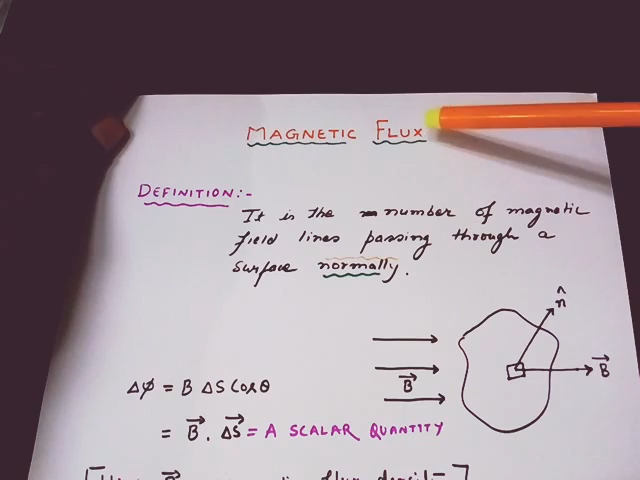 MAGNETIC FLUX
DEFINITION:-
It is the number of magnetic
field lines passing through a
surface normally.
n̂
B⃗
B⃗
Δφ = B ΔS Cosθ
= B⃗ . ΔS⃗ = A SCALAR QUANTITY